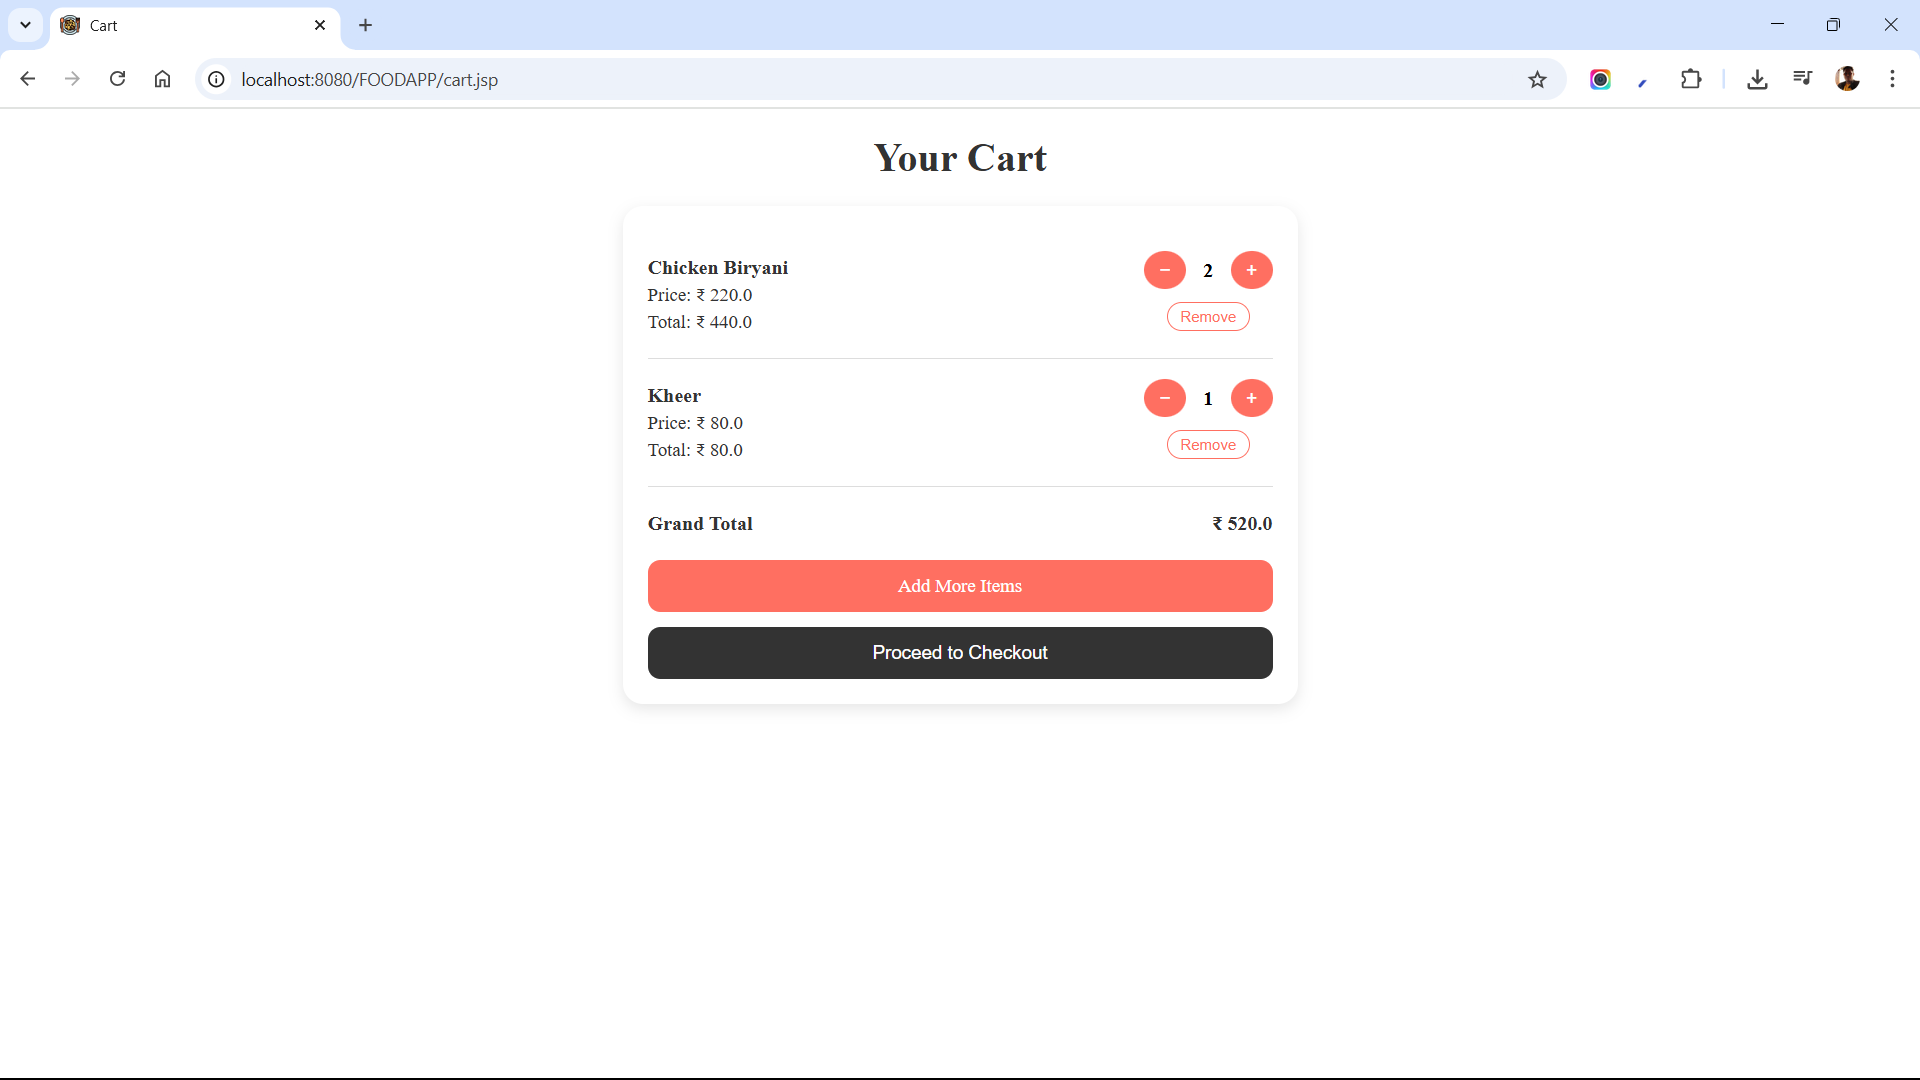 Cart
localhost:8080/FOODAPP/cart.jsp
Your Cart
Chicken Biryani
Price: ₹ 220.0
Total: ₹ 440.0
− 2 +
Remove
Kheer
Price: ₹ 80.0
Total: ₹ 80.0
− 1 +
Remove
Grand Total ₹ 520.0
Add More Items
Proceed to Checkout